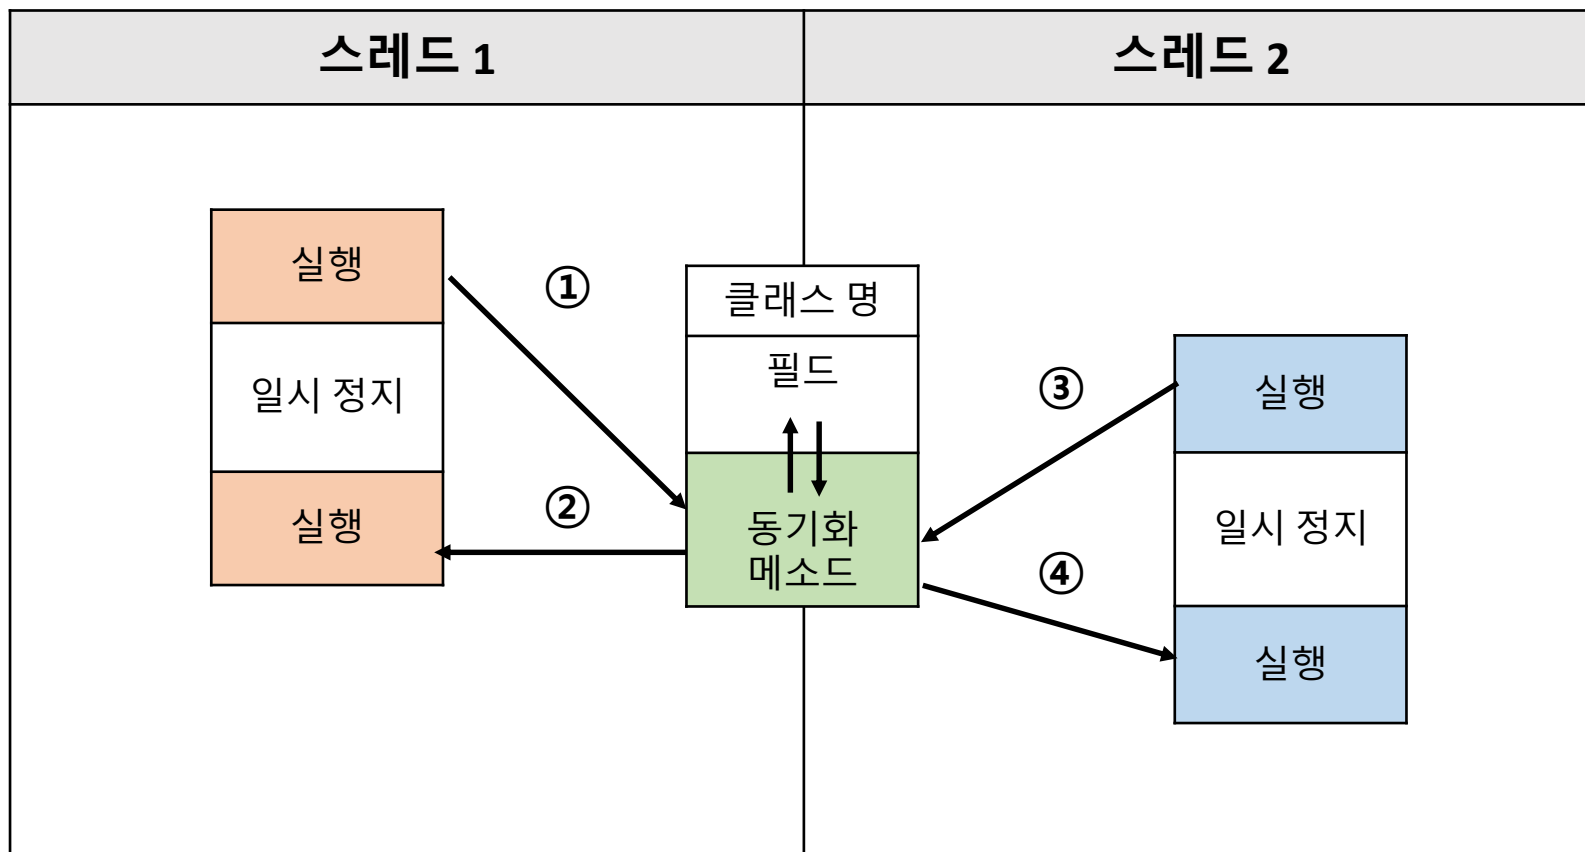 스레드 1
스레드 2
실행
일시 정지
실행
①
②
클래스 명
필드
동기화
메소드
③
④
실행
일시 정지
실행